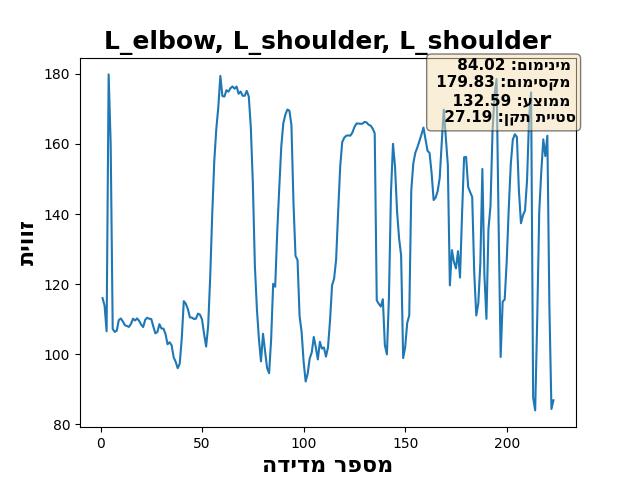 L_elbow, L_shoulder, L_shoulder
מינימום: 84.02
מקסימום: 179.83
ממוצע: 132.59
סטיית תקן: 27.19
זווית
180
160
140
120
100
80
0 50 100 150 200
מספר מדידה